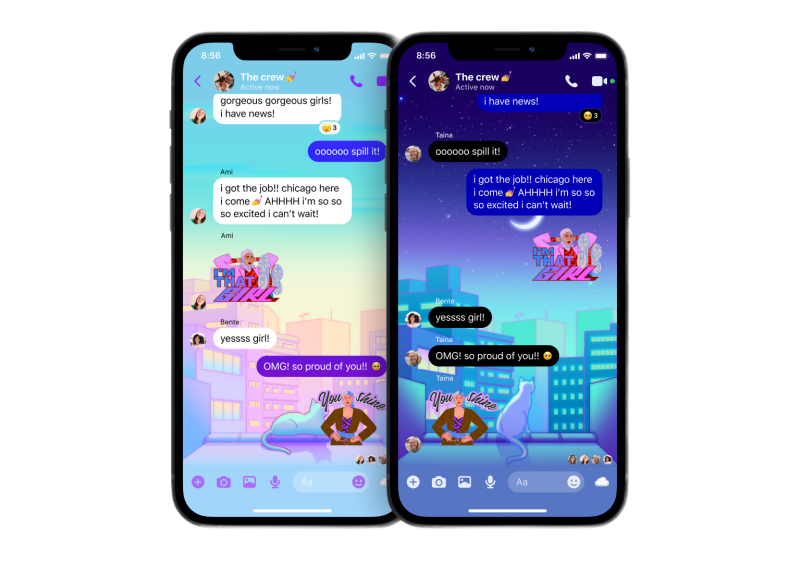 8:56
The crew💅
Active now
gorgeous gorgeous girls!
i have news!
3
oooooo spill it!
Ami
i got the job!! chicago here
i come 💅 AHHHH i'm so so
so excited i can't wait!
Ami
I'M
THAT
GIRL
Bente
yessss girl!
OMG! so proud of you!! 🥹
You shine
Aa
8:56
The crew💅
Active now
i have news!
3
Taina
oooooo spill it!
i got the job!! chicago here
i come 💅 AHHHH i'm so so
so excited i can't wait!
I'M
THAT
GIRL
Bente
yessss girl!
Taina
OMG! so proud of you!! 🥹
Taina
You shine
Aa